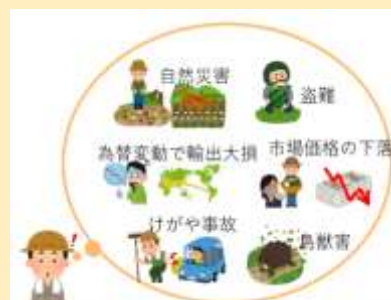 自然災害
盗難
為替変動で輸出大損
市場価格の下落
けがや事故
鳥獣害